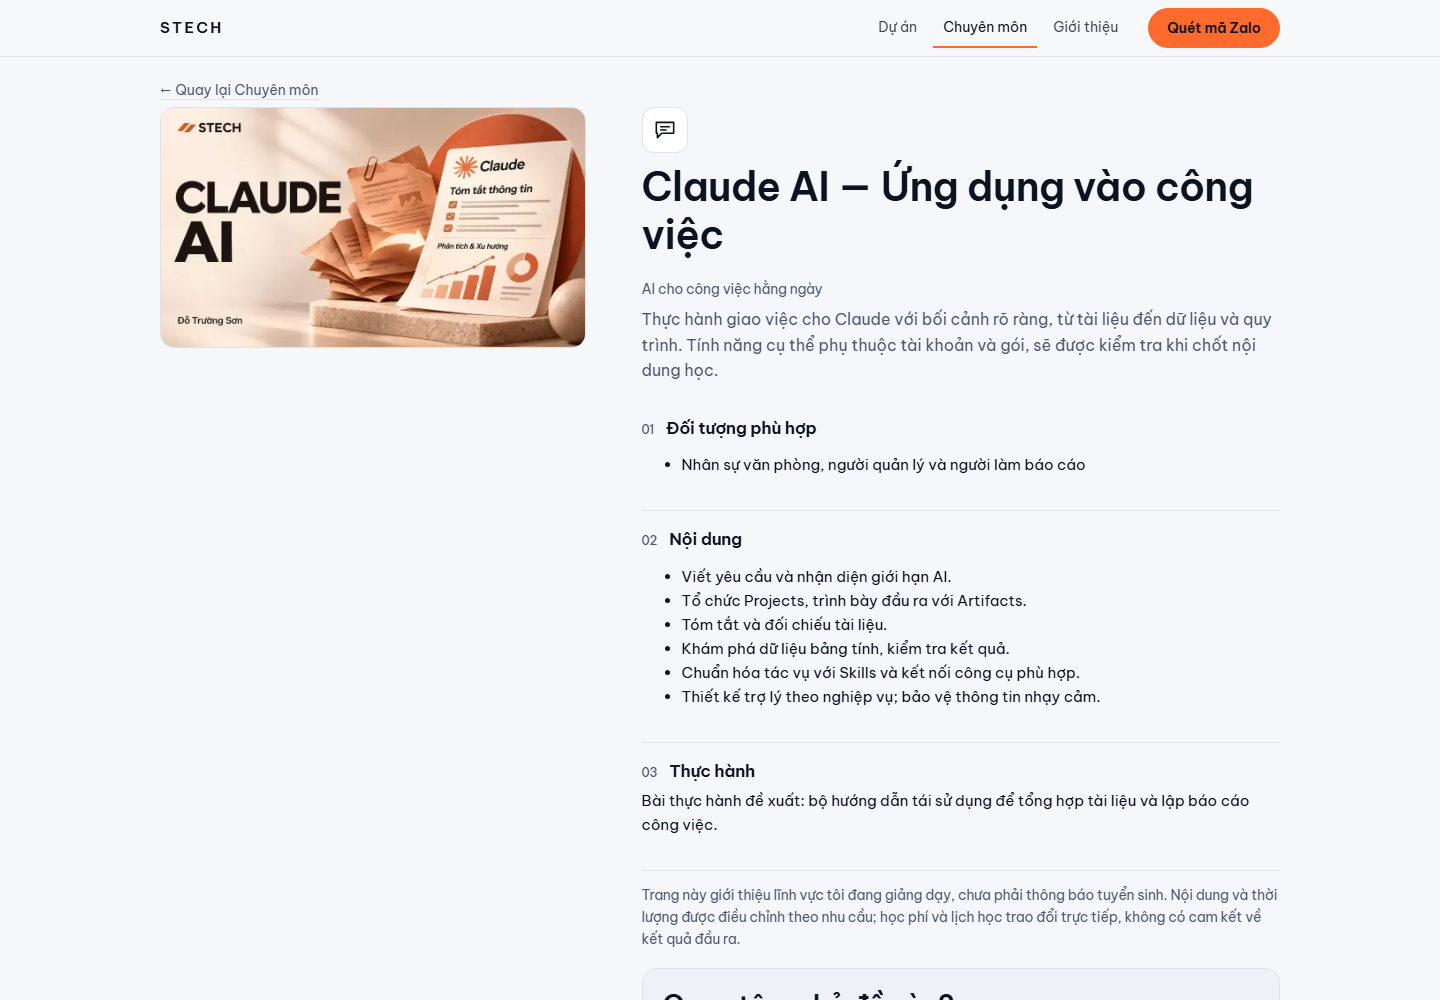 STECH
Dự án
Chuyên môn
Giới thiệu
Quét mã Zalo
← Quay lại Chuyên môn
STECH
CLAUDE
AI
Đỗ Trường Sơn
Claude
Tóm tắt thông tin
Phân tích & Xu hướng
Claude AI — Ứng dụng vào công
việc
AI cho công việc hằng ngày
Thực hành giao việc cho Claude với bối cảnh rõ ràng, từ tài liệu đến dữ liệu và quy
trình. Tính năng cụ thể phụ thuộc tài khoản và gói, sẽ được kiểm tra khi chốt nội
dung học.
01 Đối tượng phù hợp
• Nhân sự văn phòng, người quản lý và người làm báo cáo
02 Nội dung
• Viết yêu cầu và nhận diện giới hạn AI.
• Tổ chức Projects, trình bày đầu ra với Artifacts.
• Tóm tắt và đối chiếu tài liệu.
• Khám phá dữ liệu bảng tính, kiểm tra kết quả.
• Chuẩn hóa tác vụ với Skills và kết nối công cụ phù hợp.
• Thiết kế trợ lý theo nghiệp vụ; bảo vệ thông tin nhạy cảm.
03 Thực hành
Bài thực hành đề xuất: bộ hướng dẫn tái sử dụng để tổng hợp tài liệu và lập báo cáo
công việc.
Trang này giới thiệu lĩnh vực tôi đang giảng dạy, chưa phải thông báo tuyển sinh. Nội dung và thời
lượng được điều chỉnh theo nhu cầu; học phí và lịch học trao đổi trực tiếp, không có cam kết về
kết quả đầu ra.